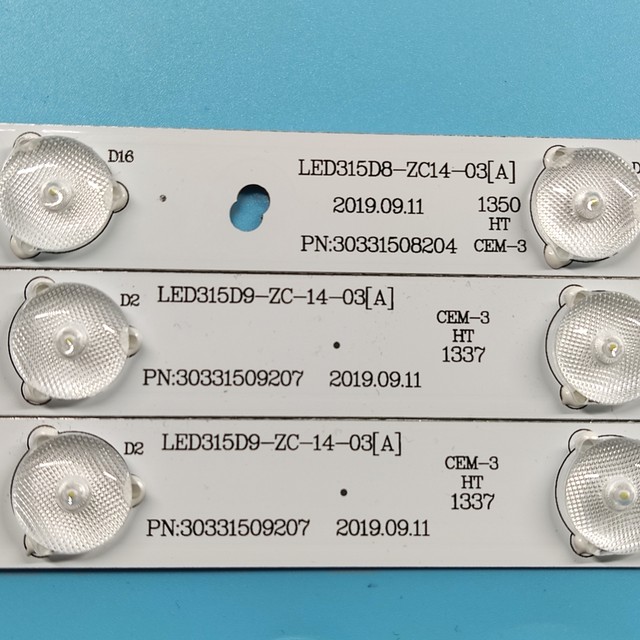 D16
LED315D8-ZC14-03[A]
2019.09.11 1350
HT
PN:30331508204 CEM-3
D2 LED315D9-ZC-14-03[A]
CEM-3
HT
1337
PN:30331509207 2019.09.11
D2 LED315D9-ZC-14-03[A]
CEM-3
HT
1337
PN:30331509207 2019.09.11